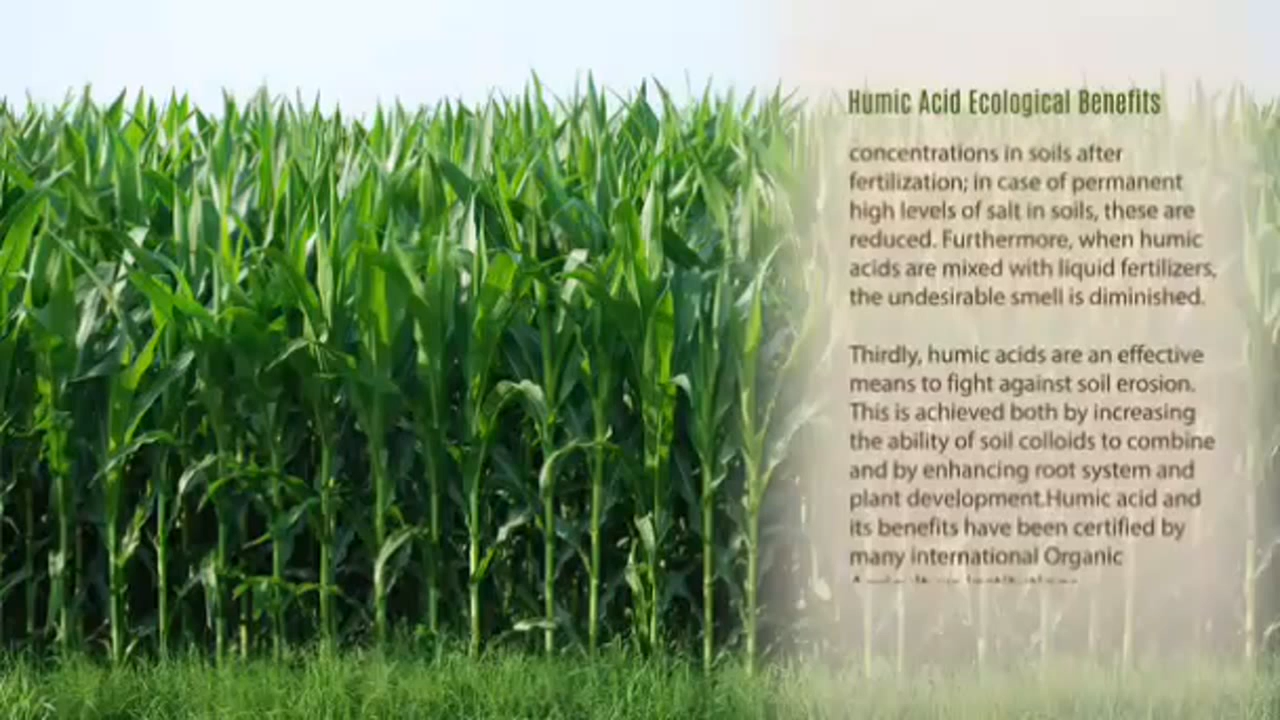 Humic Acid Ecological Benefits
concentrations in soils after
fertilization; in case of permanent
high levels of salt in soils, these are
reduced. Furthermore, when humic
acids are mixed with liquid fertilizers,
the undesirable smell is diminished.
Thirdly, humic acids are an effective
means to fight against soil erosion.
This is achieved both by increasing
the ability of soil colloids to combine
and by enhancing root system and
plant development.Humic acid and
its benefits have been certified by
many international Organic